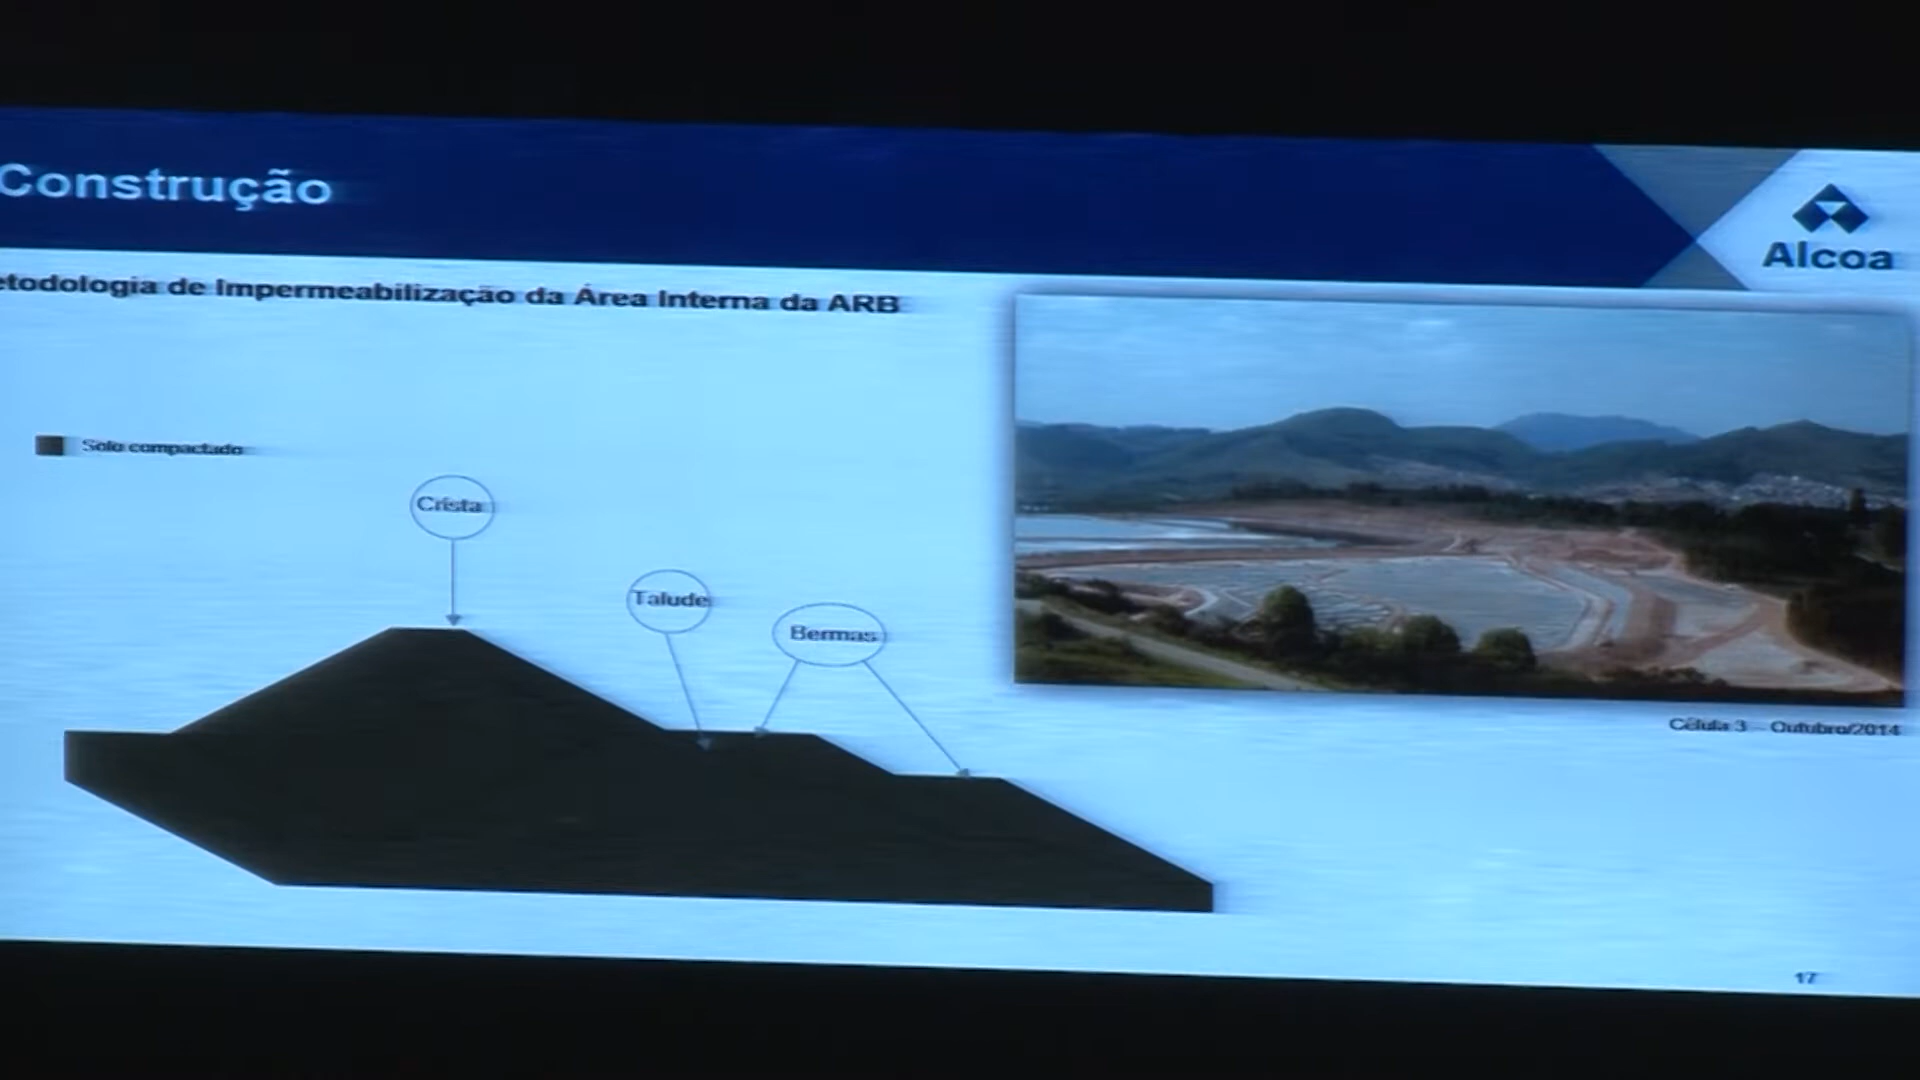 Construção
Alcoa
etodologia de Impermeabilização da Área Interna da ARB
Solo compactado
Crista
Talude
Bermas
Célula 3 - Outubro/2014
17